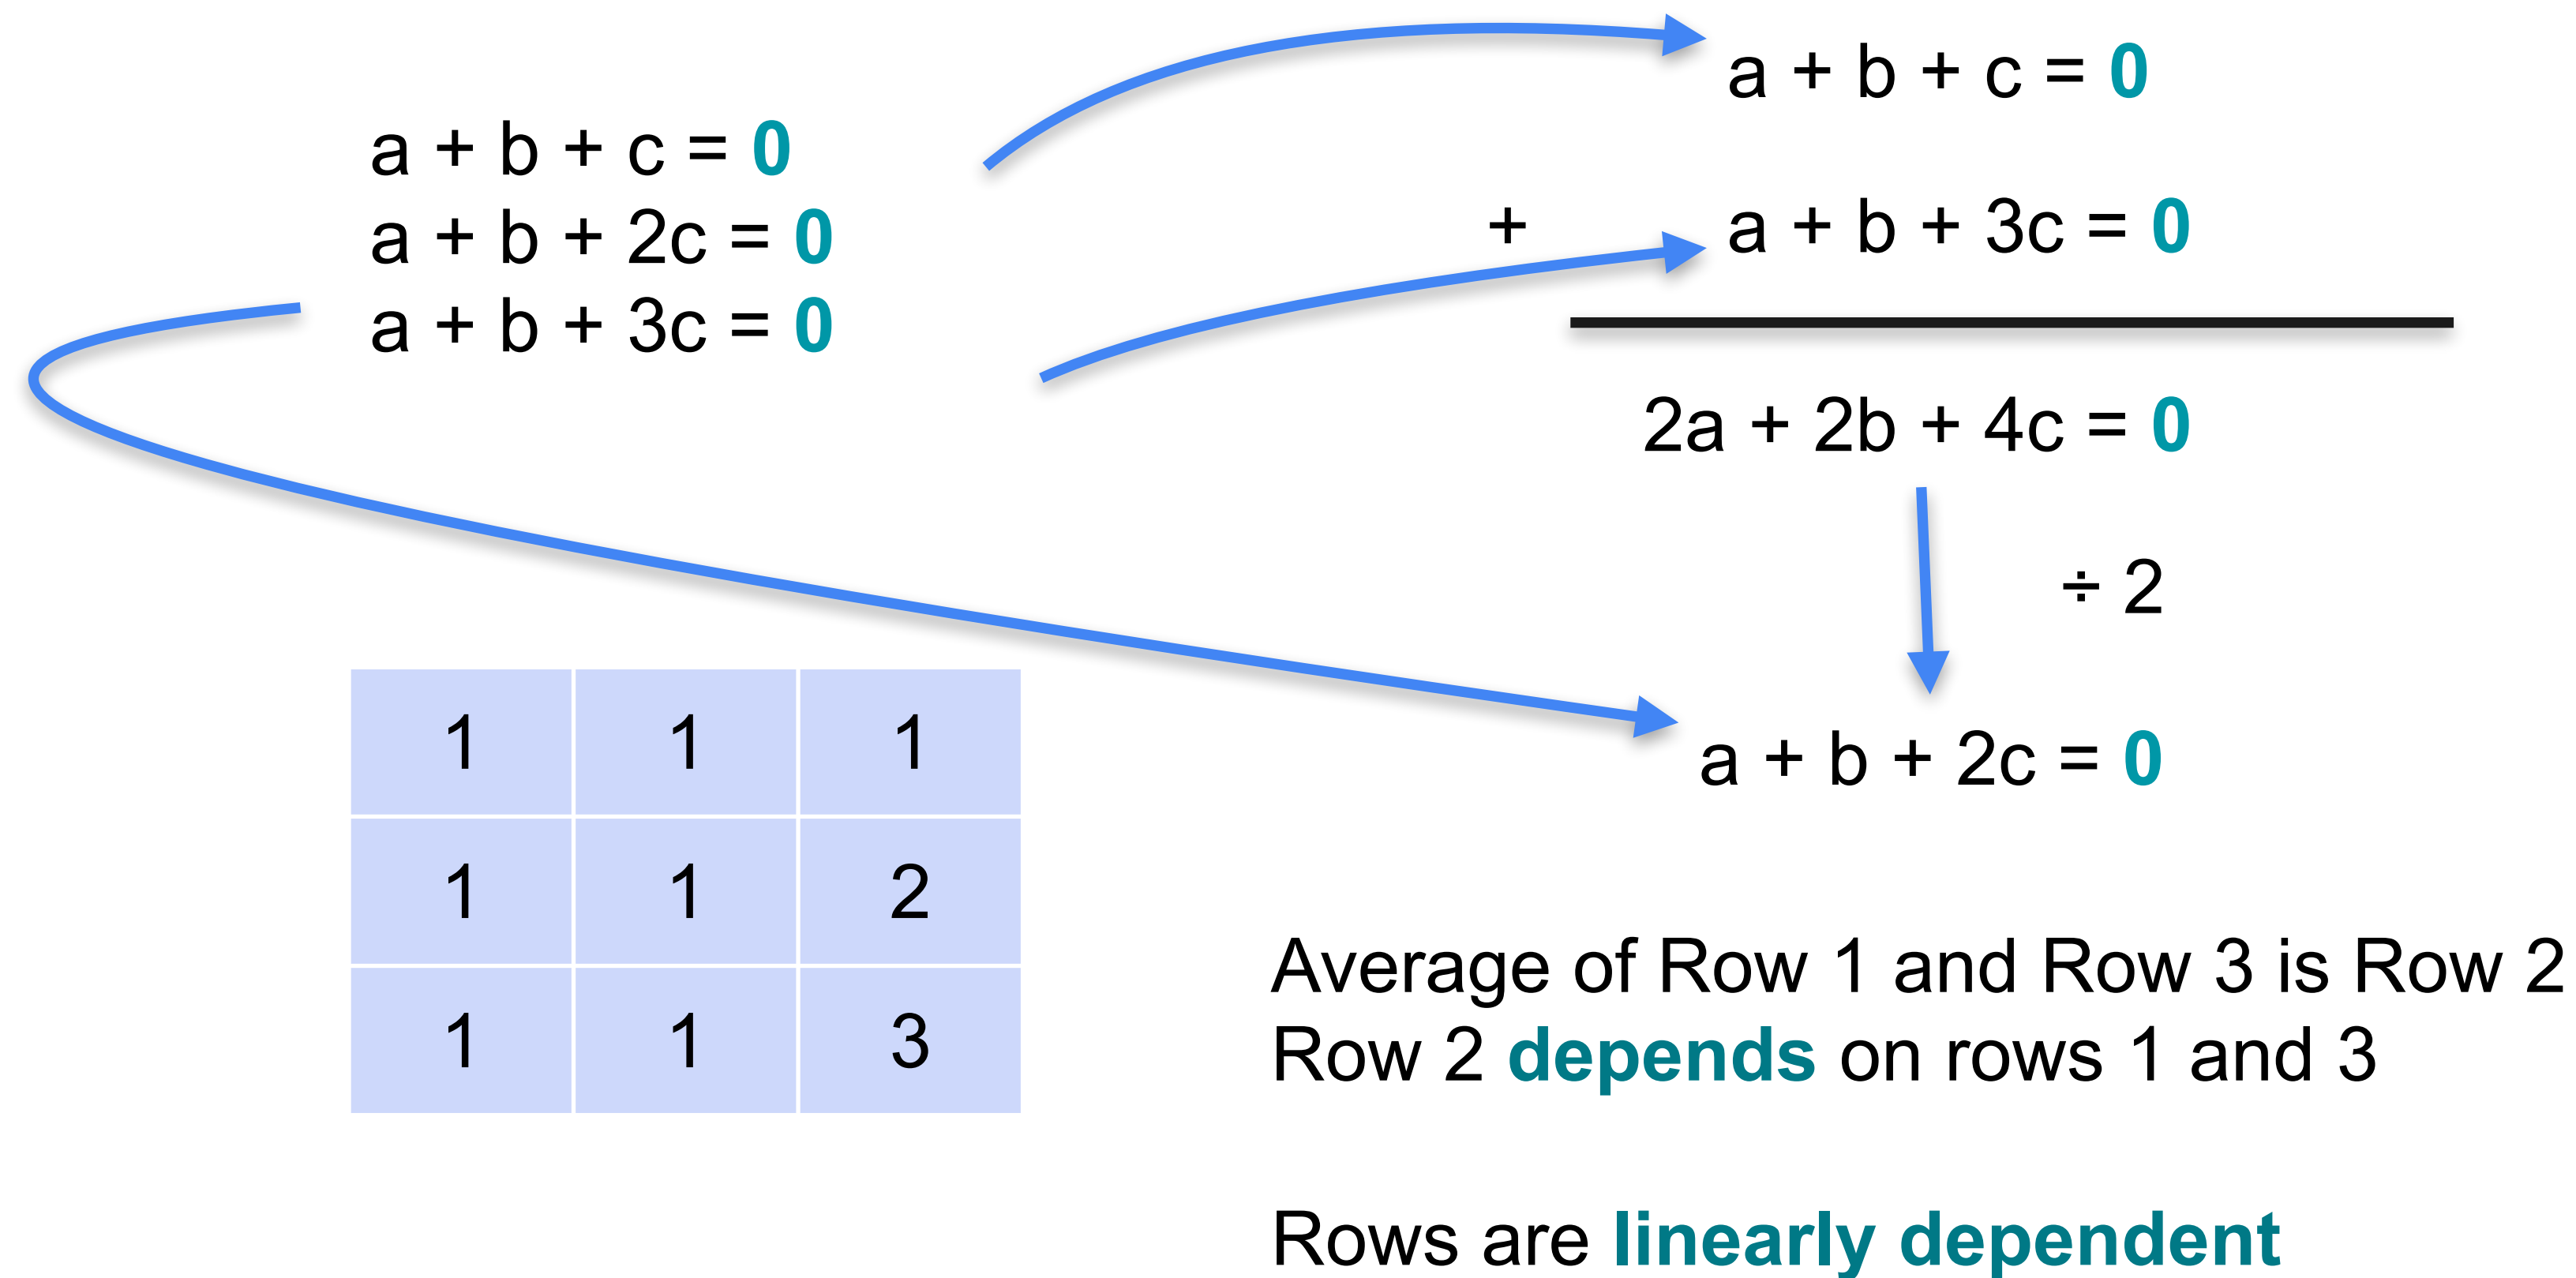 a + b + c = 0
a + b + 2c = 0
a + b + 3c = 0
a + b + c = 0
+ a + b + 3c = 0
2a + 2b + 4c = 0
÷ 2
a + b + 2c = 0
1 1 1
1 1 2
1 1 3
Average of Row 1 and Row 3 is Row 2
Row 2 depends on rows 1 and 3
Rows are linearly dependent